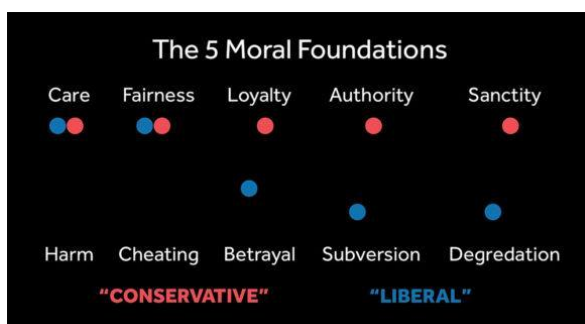 The 5 Moral Foundations
Care Fairness Loyalty Authority Sanctity
Harm Cheating Betrayal Subversion Degredation
“CONSERVATIVE” “LIBERAL”